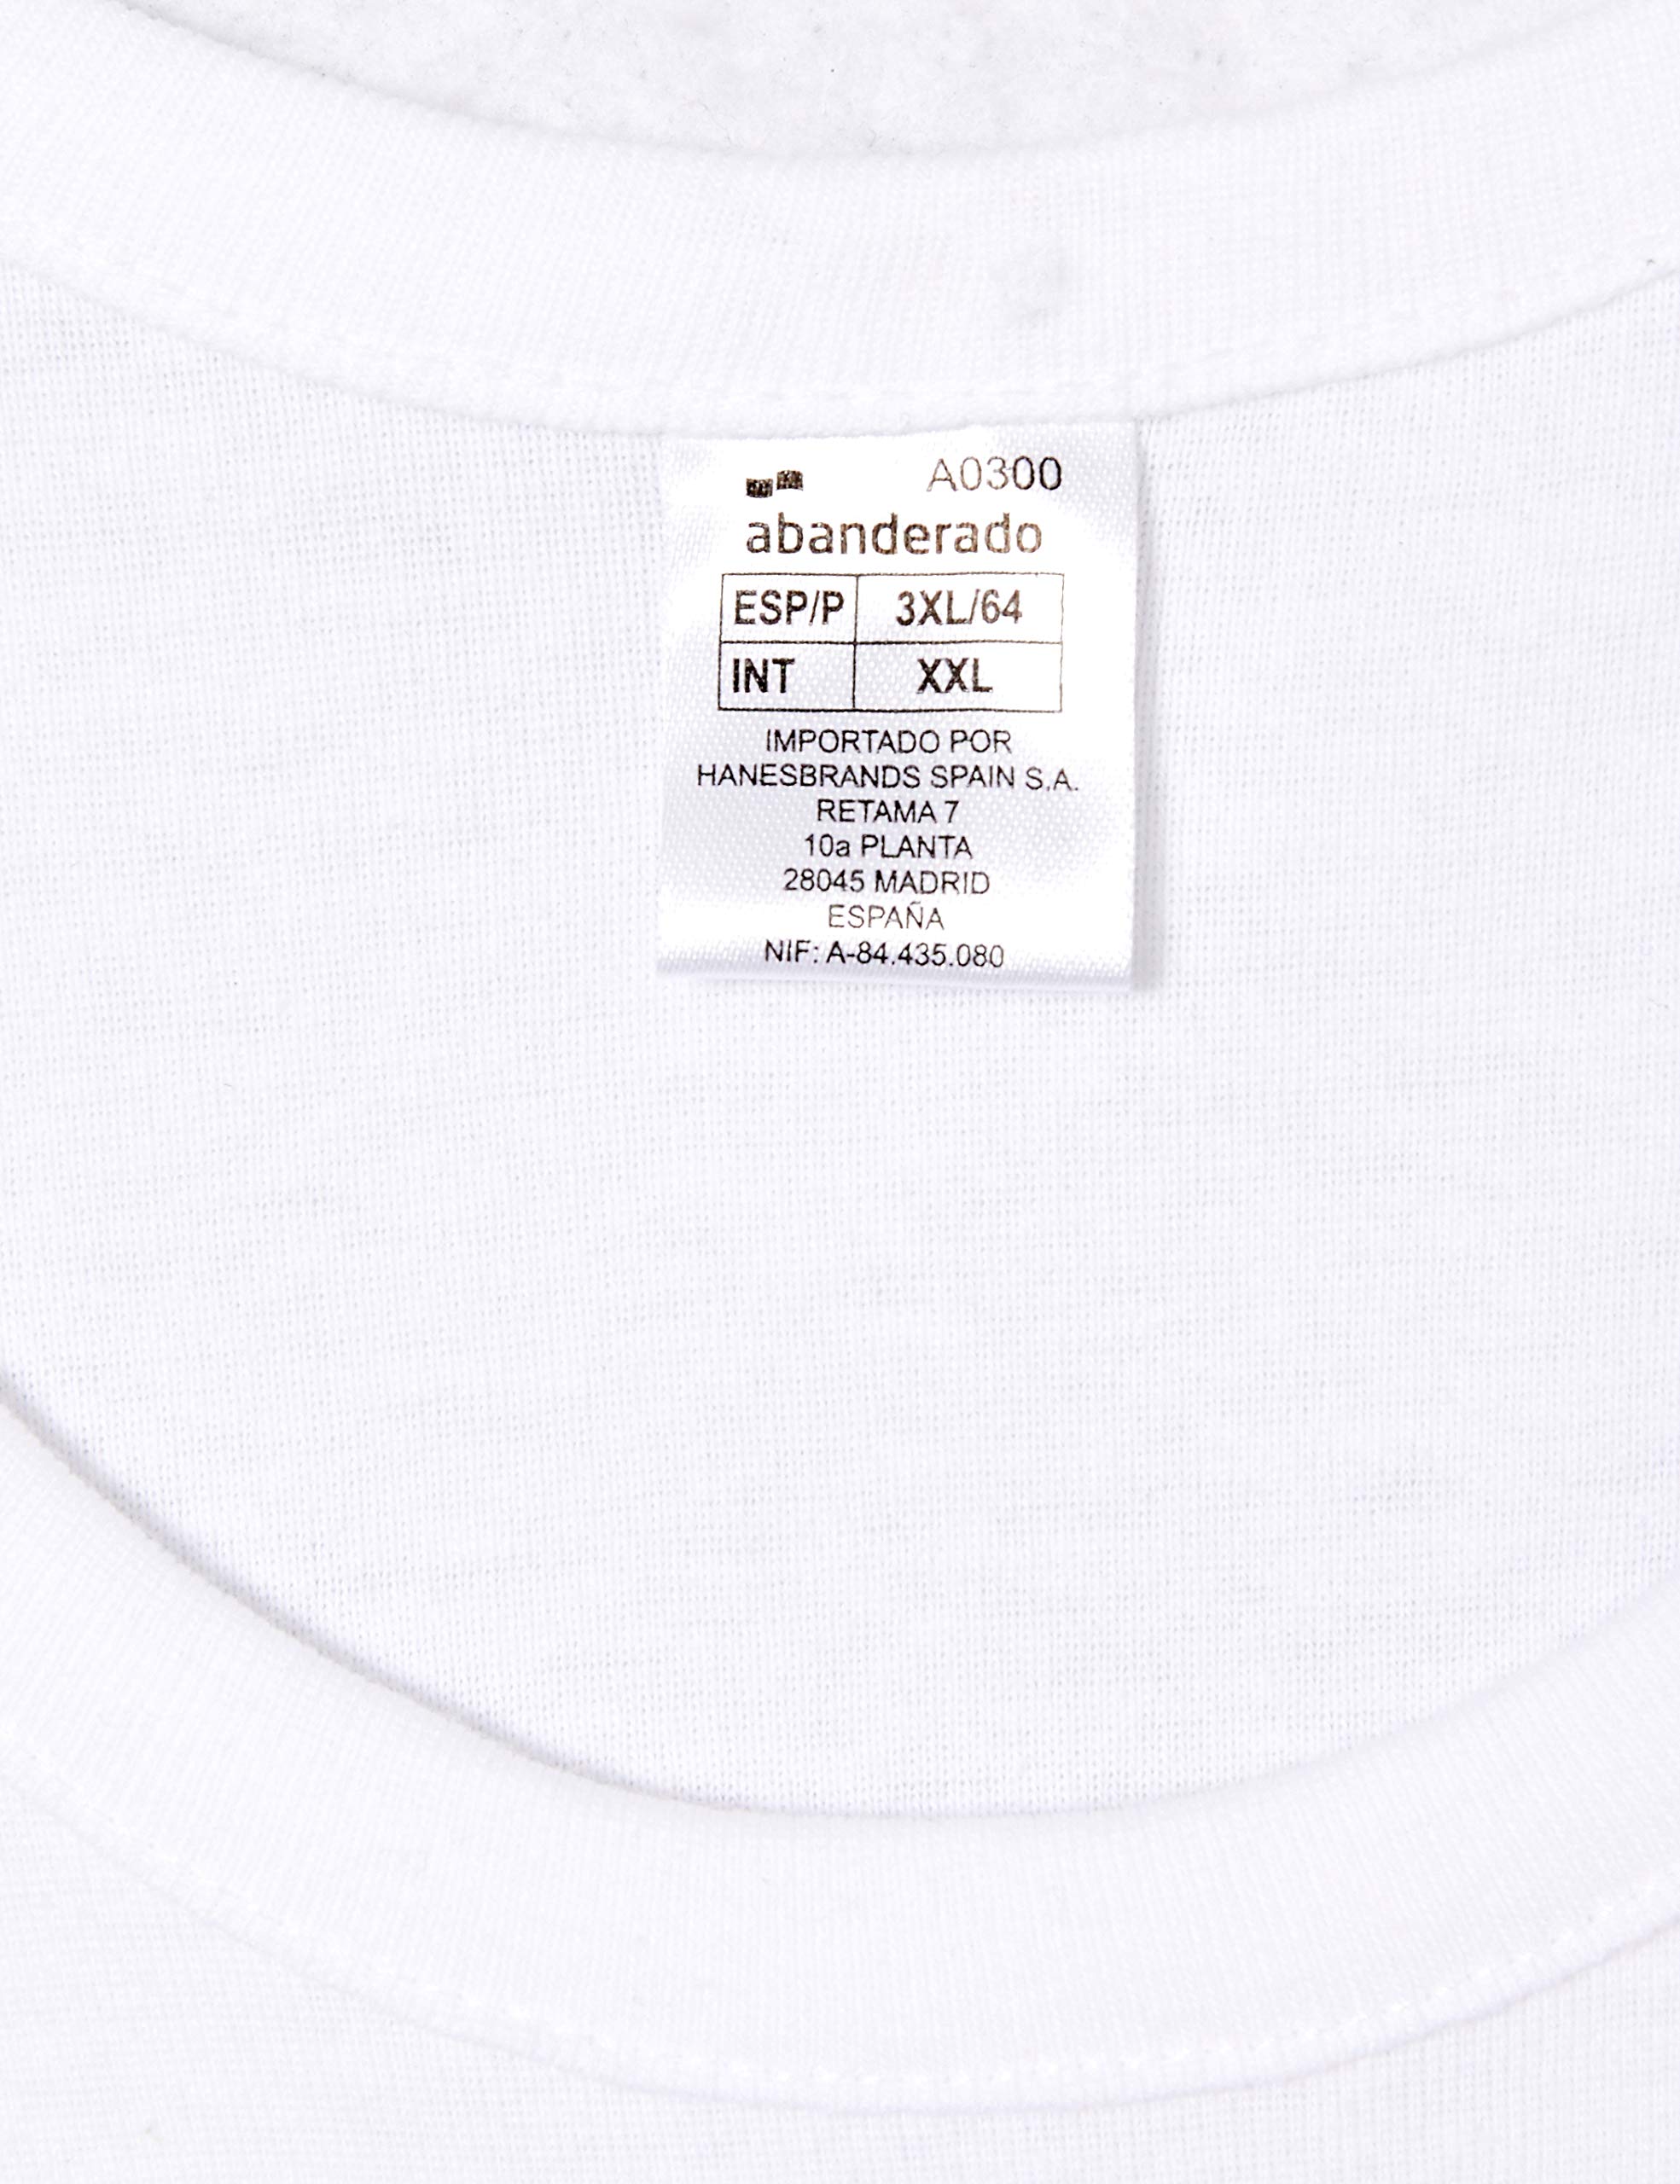 A0300
abanderado
ESP/P 3XL/64
INT XXL
IMPORTADO POR
HANESBRANDS SPAIN S.A.
RETAMA 7
10a PLANTA
28045 MADRID
ESPAÑA
NIF: A-84.435.080